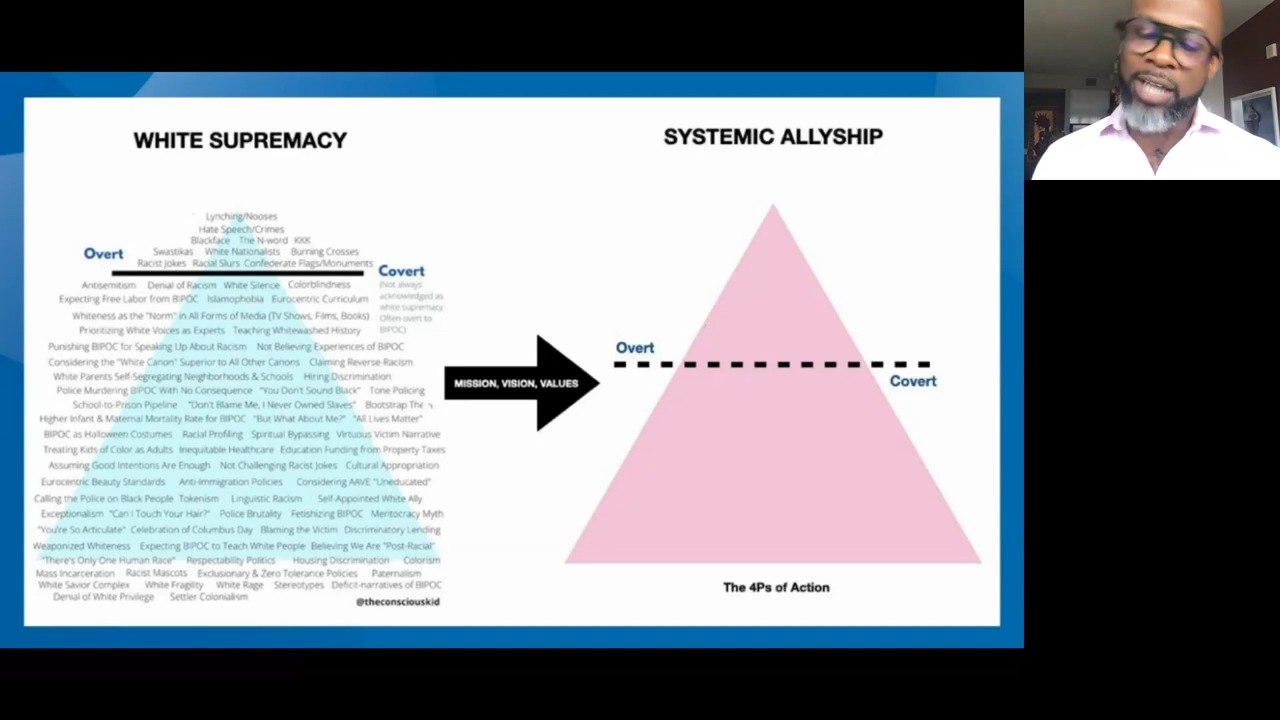 WHITE SUPREMACY
Lynching/Nooses
Hate Speech/Crimes
Blackface The N-word KKK
Overt
Swastikas White Nationalists Burning Crosses
Racist Jokes Racial Slurs Confederate Flags/Monuments
Covert
(Not always
acknowledged as
white supremacy.
Often overt to
BIPOC)
Antisemitism Denial of Racism White Silence Colorblindness
Expecting Free Labor from BIPOC Islamophobia Eurocentric Curriculum
Whiteness as the "Norm" in All Forms of Media (TV Shows, Films, Books)
Prioritizing White Voices as Experts Teaching Whitewashed History
Punishing BIPOC for Speaking Up About Racism Not Believing Experiences of BIPOC
Considering the "White Canon" Superior to All Other Canons Claiming Reverse-Racism
White Parents Self-Segregating Neighborhoods & Schools Hiring Discrimination
Police Murdering BIPOC With No Consequence "You Don't Sound Black" Tone Policing
School-to-Prison Pipeline "Don't Blame Me, I Never Owned Slaves" Bootstrap
Higher Infant & Maternal Mortality Rate for BIPOC "But What About Me?" "All Lives Matter"
BIPOC as Halloween Costumes Racial Profiling Spiritual Bypassing Virtuous Victim Narrative
Treating Kids of Color as Adults Inequitable Healthcare Education Funding from Property Taxes
Assuming Good Intentions Are Enough Not Challenging Racist Jokes Cultural Appropriation
Eurocentric Beauty Standards Anti-Immigration Policies Considering AAVE "Uneducated"
Calling the Police on Black People Tokenism Linguistic Racism Self-Appointed White Ally
Exceptionalism "Can I Touch Your Hair?" Police Brutality Fetishizing BIPOC Meritocracy Myth
"You're So Articulate" Celebration of Columbus Day Blaming the Victim Discriminatory Lending
Weaponized Whiteness Expecting BIPOC to Teach White People Believing We Are "Post-Racial"
"There's Only One Human Race" Respectability Politics Housing Discrimination Colorism
Mass Incarceration Racist Mascots Exclusionary & Zero Tolerance Policies Paternalism
White Savior Complex White Fragility White Rage Stereotypes Deficit-narratives of BIPOC
Denial of White Privilege Settler Colonialism
@theconsciouskid
MISSION, VISION, VALUES
SYSTEMIC ALLYSHIP
Overt
Covert
The 4Ps of Action